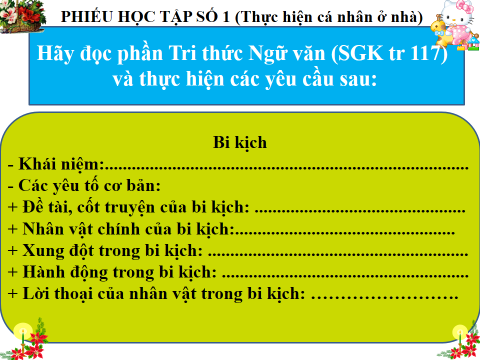 PHIẾU HỌC TẬP SỐ 1 (Thực hiện cá nhân ở nhà)
Hãy đọc phần Tri thức Ngữ văn (SGK tr 117)
và thực hiện các yêu cầu sau:
Bi kịch
- Khái niệm:..........................................................................
- Các yêu tố cơ bản:
+ Đề tài, cốt truyện của bi kịch: ...........................................
+ Nhân vật chính của bi kịch:.............................................
+ Xung đột trong bi kịch: .....................................................
+ Hành động trong bi kịch: ..................................................
+ Lời thoại của nhân vật trong bi kịch: …………………….